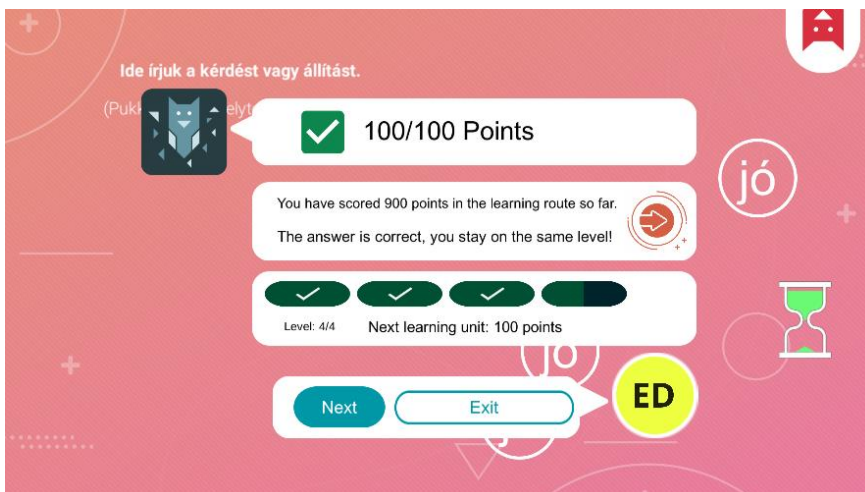 Ide írjuk a kérdést vagy állítást.
100/100 Points
jó
You have scored 900 points in the learning route so far.
The answer is correct, you stay on the same level!
Level: 4/4
Next learning unit: 100 points
jó
Next
Exit
ED